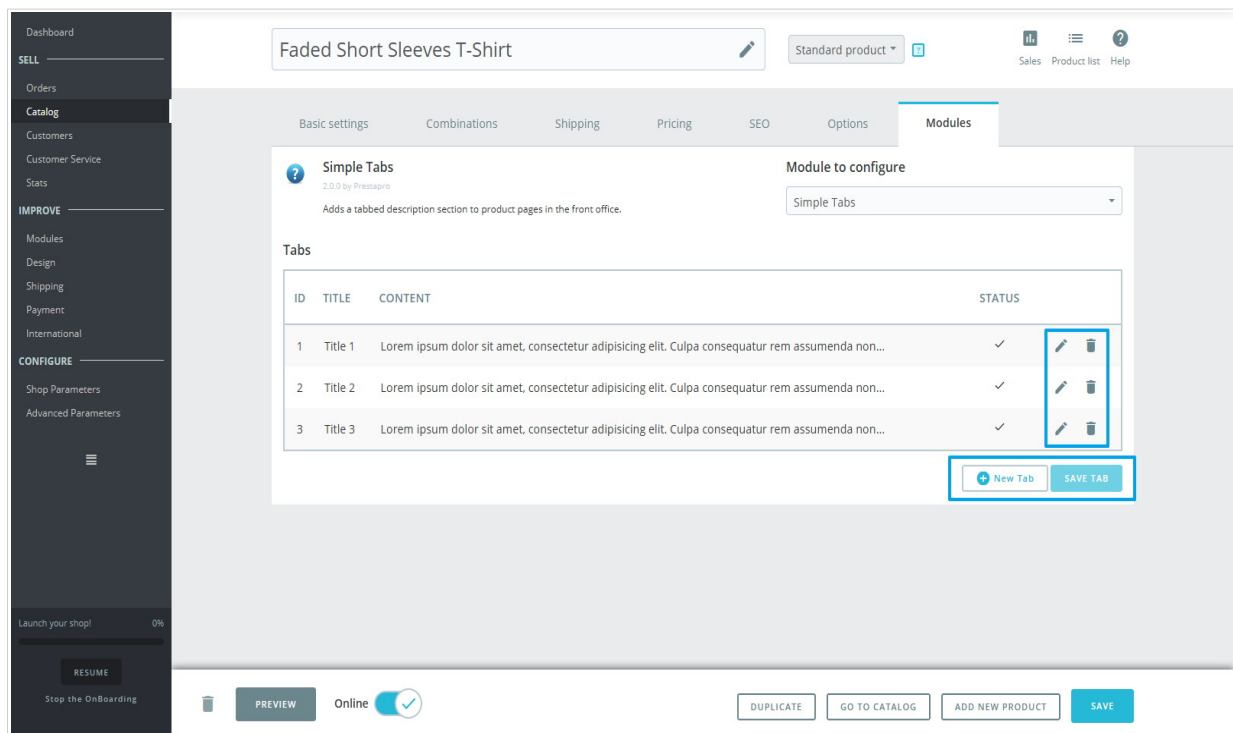 Dashboard
SELL
Orders
Catalog
Customers
Customer Service
Stats
IMPROVE
Modules
Design
Shipping
Payment
International
CONFIGURE
Shop Parameters
Advanced Parameters
Launch your shop! 0%
RESUME
Stop the OnBoarding
Faded Short Sleeves T-Shirt
Standard product
?
Sales Product list Help
Basic settings Combinations Shipping Pricing SEO Options Modules
Simple Tabs
2.0.0 by Prestapro
Adds a tabbed description section to product pages in the front office.
Module to configure
Simple Tabs
Tabs
ID TITLE CONTENT STATUS
1 Title 1 Lorem ipsum dolor sit amet, consectetur adipisicing elit. Culpa consequatur rem assumenda non...
2 Title 2 Lorem ipsum dolor sit amet, consectetur adipisicing elit. Culpa consequatur rem assumenda non...
3 Title 3 Lorem ipsum dolor sit amet, consectetur adipisicing elit. Culpa consequatur rem assumenda non...
New Tab SAVE TAB
PREVIEW Online DUPLICATE GO TO CATALOG ADD NEW PRODUCT SAVE